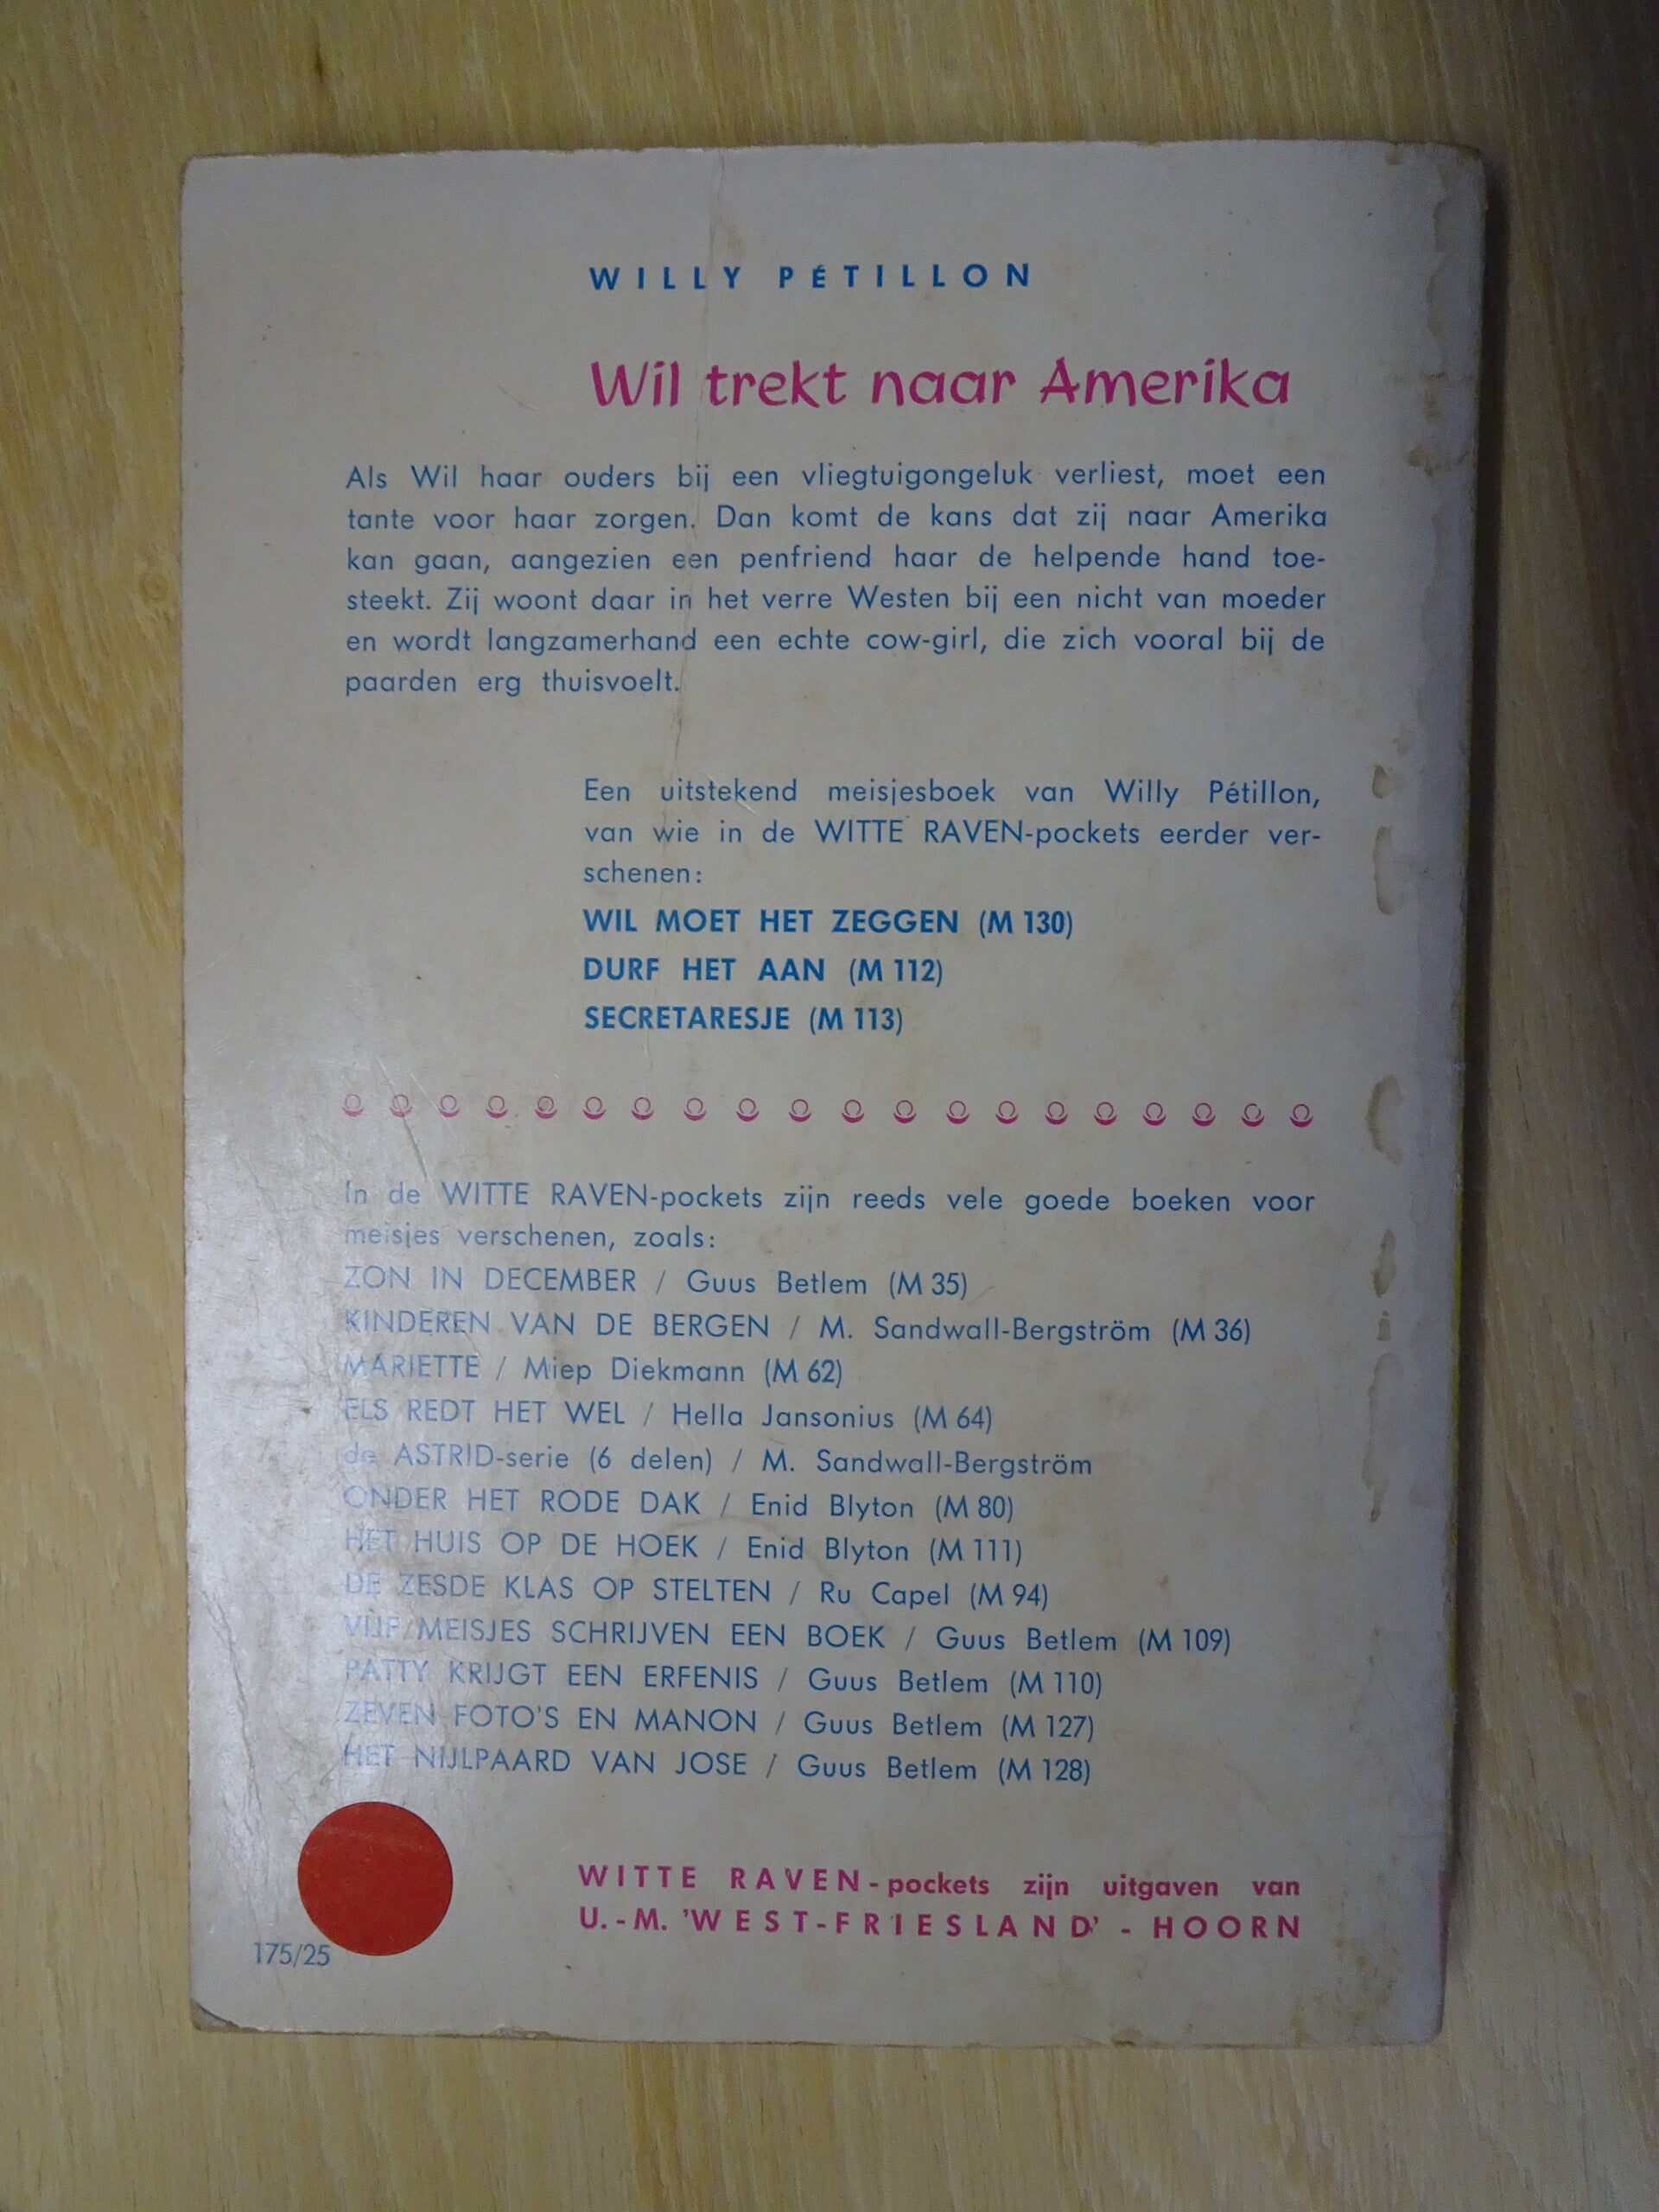 WILLY PÉTILLON
Wil trekt naar Amerika
Als Wil haar ouders bij een vliegtuigongeluk verliest, moet een
tante voor haar zorgen. Dan komt de kans dat zij naar Amerika
kan gaan, aangezien een penfriend haar de helpende hand toe-
steekt. Zij woont daar in het verre Westen bij een nicht van moeder
en wordt langzamerhand een echte cow-girl, die zich vooral bij de
paarden erg thuisvoelt.
Een uitstekend meisjesboek van Willy Pétillon,
van wie in de WITTE RAVEN-pockets eerder ver-
schenen:
WIL MOET HET ZEGGEN (M 130)
DURF HET AAN (M 112)
SECRETARESJE (M 113)
In de WITTE RAVEN-pockets zijn reeds vele goede boeken voor
meisjes verschenen, zoals:
ZON IN DECEMBER / Guus Betlem (M 35)
KINDEREN VAN DE BERGEN / M. Sandwall-Bergström (M 36)
MARIETTE / Miep Diekmann (M 62)
ELS REDT HET WEL / Hella Jansonius (M 64)
de ASTRID-serie (6 delen) / M. Sandwall-Bergström
ONDER HET RODE DAK / Enid Blyton (M 80)
HET HUIS OP DE HOEK / Enid Blyton (M 111)
DE ZESDE KLAS OP STELTEN / Ru Capel (M 94)
VIJF MEISJES SCHRIJVEN EEN BOEK / Guus Betlem (M 109)
PATTY KRIJGT EEN ERFENIS / Guus Betlem (M 110)
ZEVEN FOTO'S EN MANON / Guus Betlem (M 127)
HET NIJLPAARD VAN JOSE / Guus Betlem (M 128)
WITTE RAVEN-pockets zijn uitgaven van
U.-M. 'WEST-FRIESLAND' - HOORN
175/25